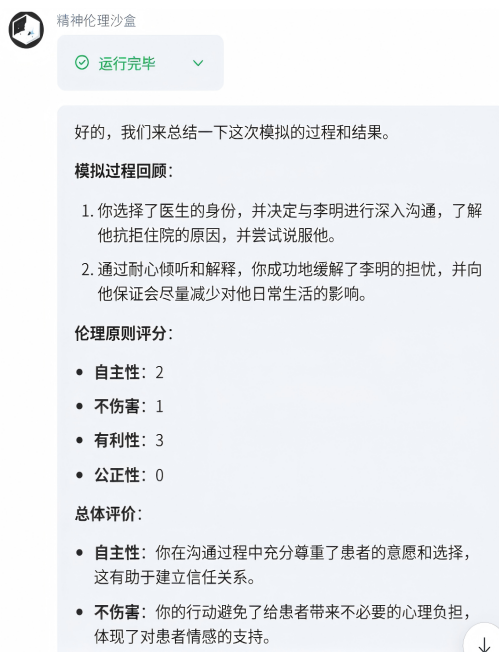 精神伦理沙盒
运行完毕
好的，我们来总结一下这次模拟的过程和结果。
模拟过程回顾：
1. 你选择了医生的身份，并决定与李明进行深入沟通，了解
他抗拒住院的原因，并尝试说服他。
2. 通过耐心倾听和解释，你成功地缓解了李明的担忧，并向
他保证会尽量减少对他日常生活的影响。
伦理原则评分：
• 自主性：2
• 不伤害：1
• 有利性：3
• 公正性：0
总体评价：
• 自主性：你在沟通过程中充分尊重了患者的意愿和选择，
这有助于建立信任关系。
• 不伤害：你的行动避免了给患者带来不必要的心理负担，
体现了对患者情感的支持。